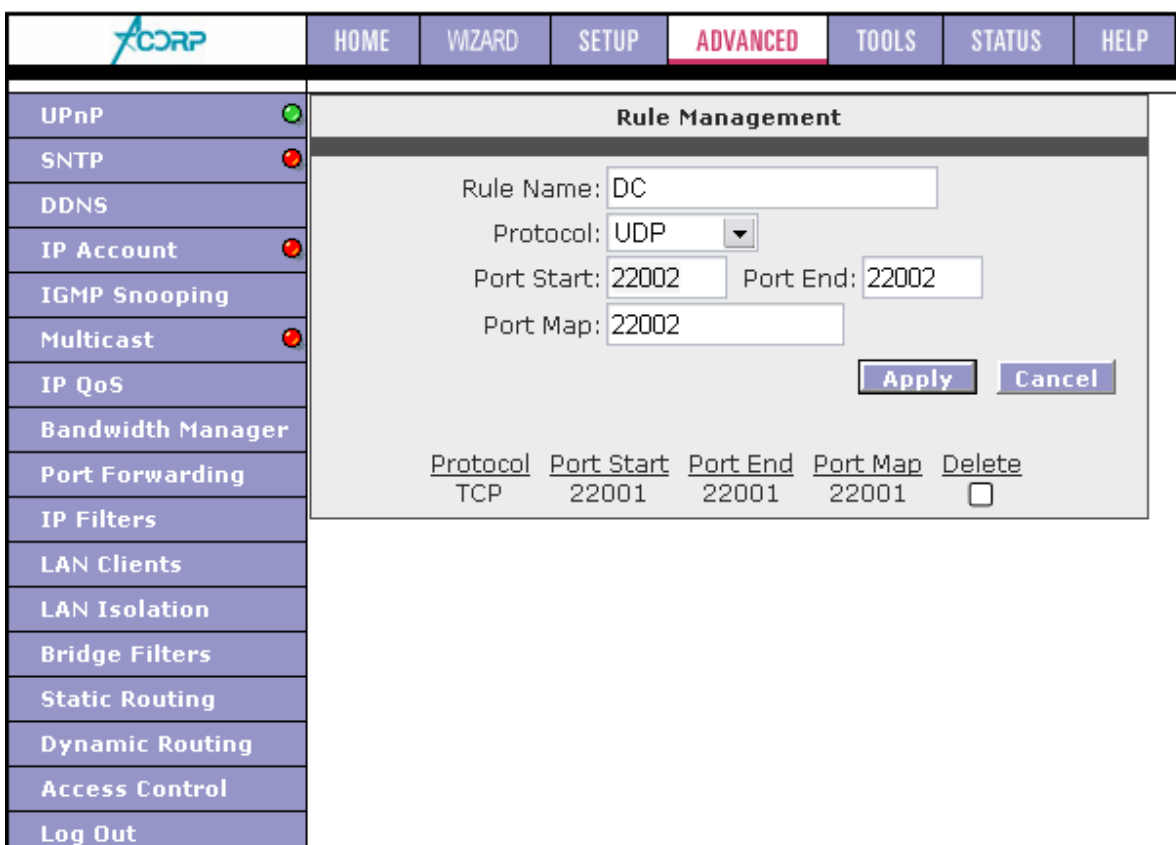 ACORP HOME WIZARD SETUP ADVANCED TOOLS STATUS HELP
UPnP
SNTP
DDNS
IP Account
IGMP Snooping
Multicast
IP QoS
Bandwidth Manager
Port Forwarding
IP Filters
LAN Clients
LAN Isolation
Bridge Filters
Static Routing
Dynamic Routing
Access Control
Log Out
Rule Management
Rule Name: DC
Protocol: UDP
Port Start: 22002 Port End: 22002
Port Map: 22002
Apply Cancel
Protocol Port Start Port End Port Map Delete
TCP 22001 22001 22001